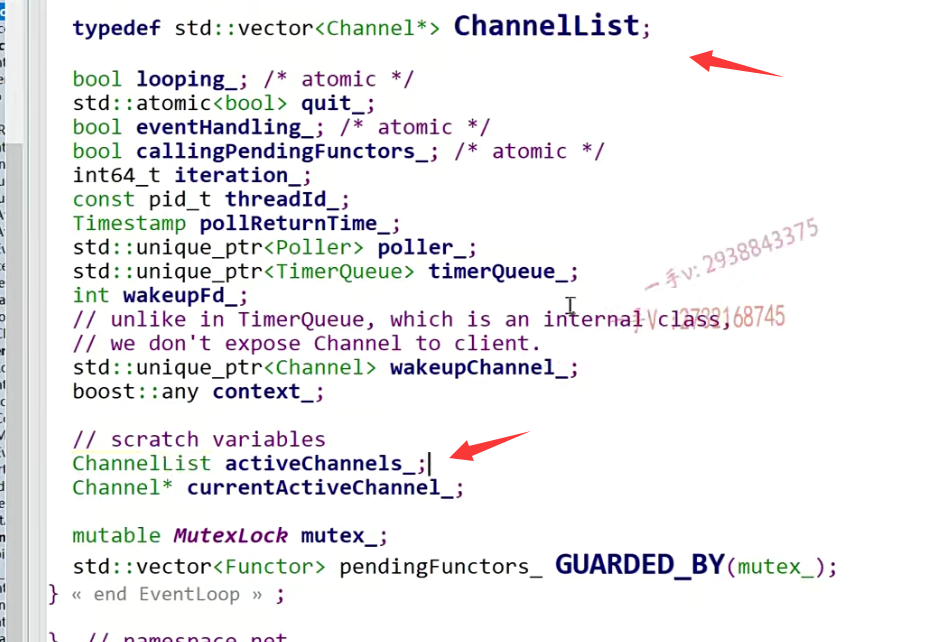 typedef std::vector<Channel*> ChannelList;
bool looping_; /* atomic */
std::atomic<bool> quit_;
bool eventHandling_; /* atomic */
bool callingPendingFunctors_; /* atomic */
int64_t iteration_;
const pid_t threadId_;
Timestamp pollReturnTime_;
std::unique_ptr<Poller> poller_;
std::unique_ptr<TimerQueue> timerQueue_;
int wakeupFd_;
// unlike in TimerQueue, which is an internal class,
// we don't expose Channel to client.
std::unique_ptr<Channel> wakeupChannel_;
boost::any context_;
一手v: 2938843375
// scratch variables
ChannelList activeChannels_;
Channel* currentActiveChannel_;
mutable MutexLock mutex_;
std::vector<Functor> pendingFunctors_ GUARDED_BY(mutex_);
} « end EventLoop » ;
} // namespace net